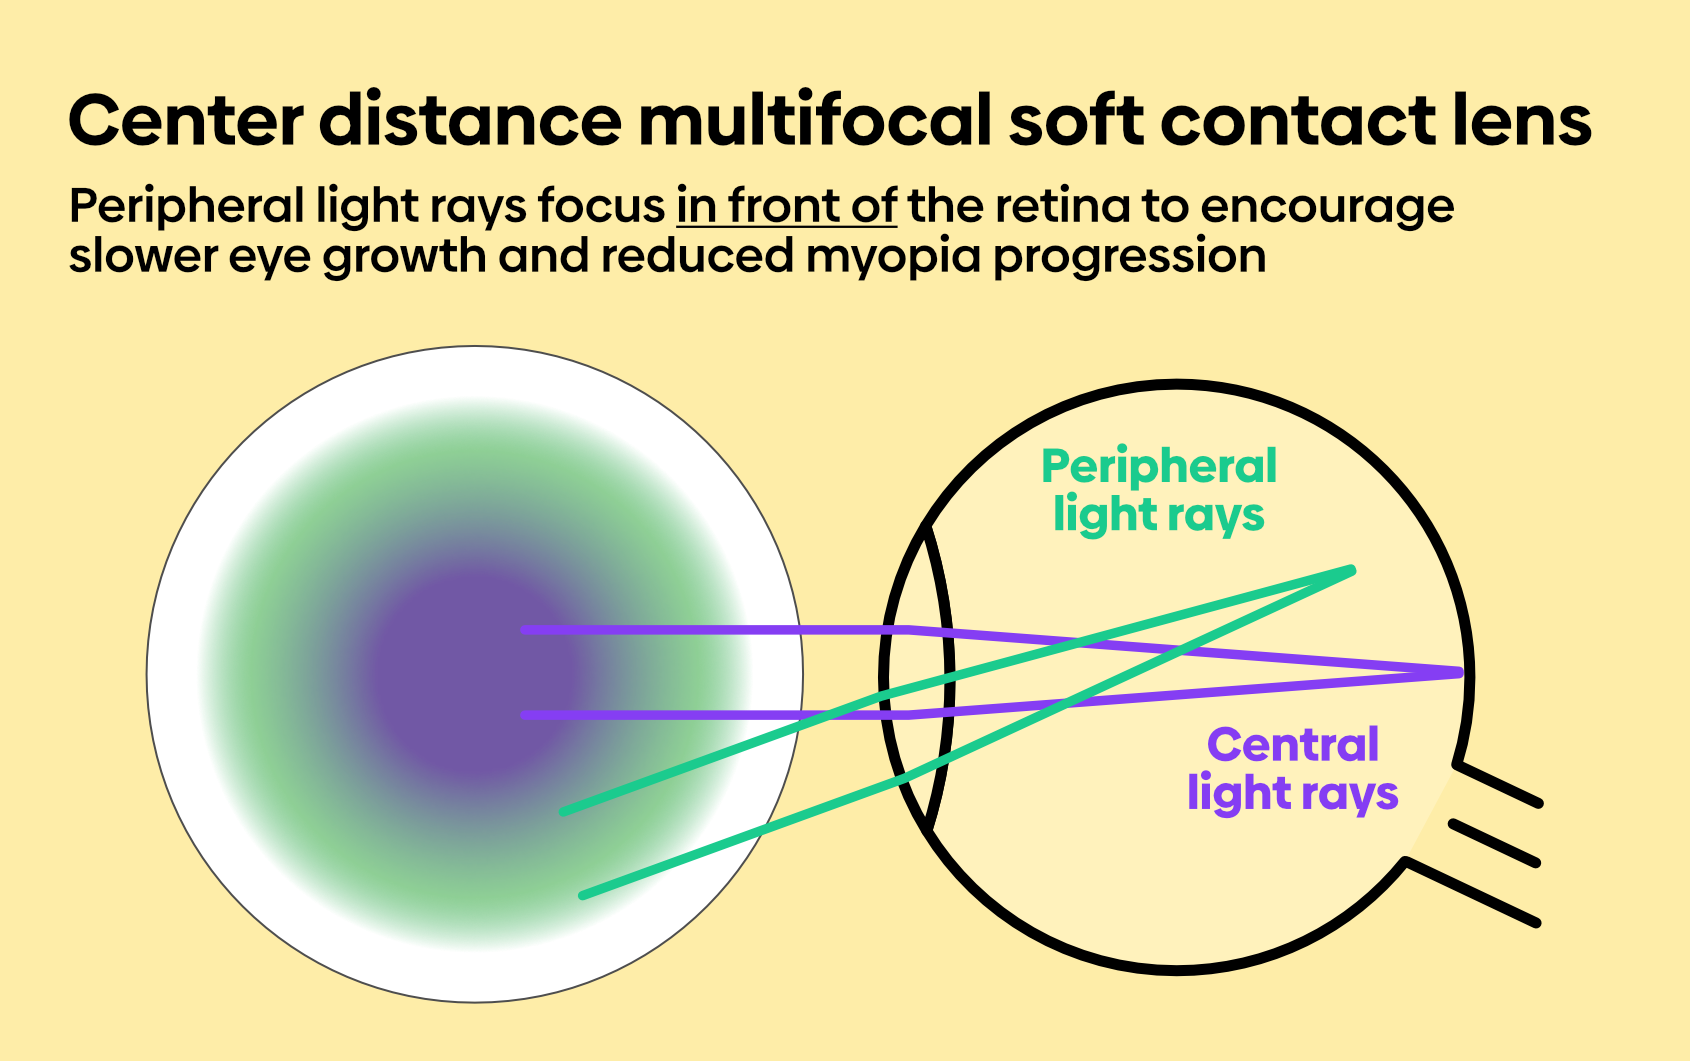 Center distance multifocal soft contact lens
Peripheral light rays focus in front of the retina to encourage
slower eye growth and reduced myopia progression
Peripheral
light rays
Central
light rays